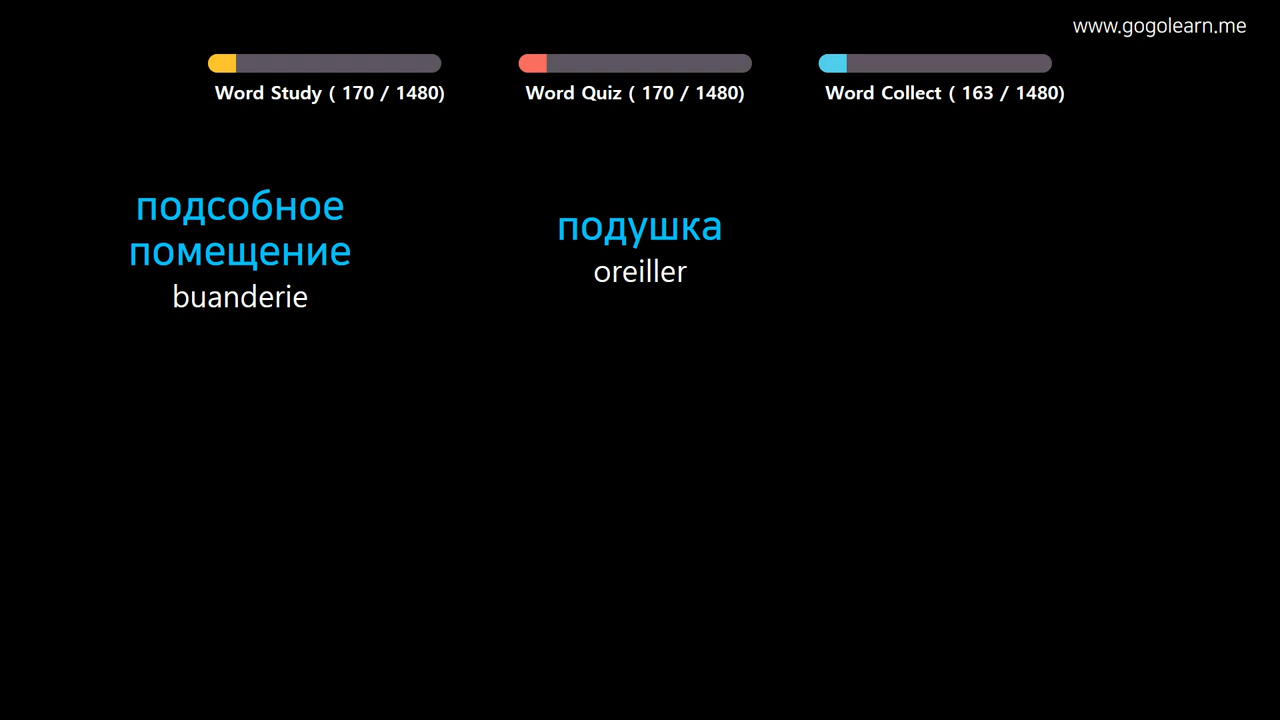 www.gogolearn.me
Word Study ( 170 / 1480)
Word Quiz ( 170 / 1480)
Word Collect ( 163 / 1480)
подсобное
помещение
buanderie
подушка
oreiller